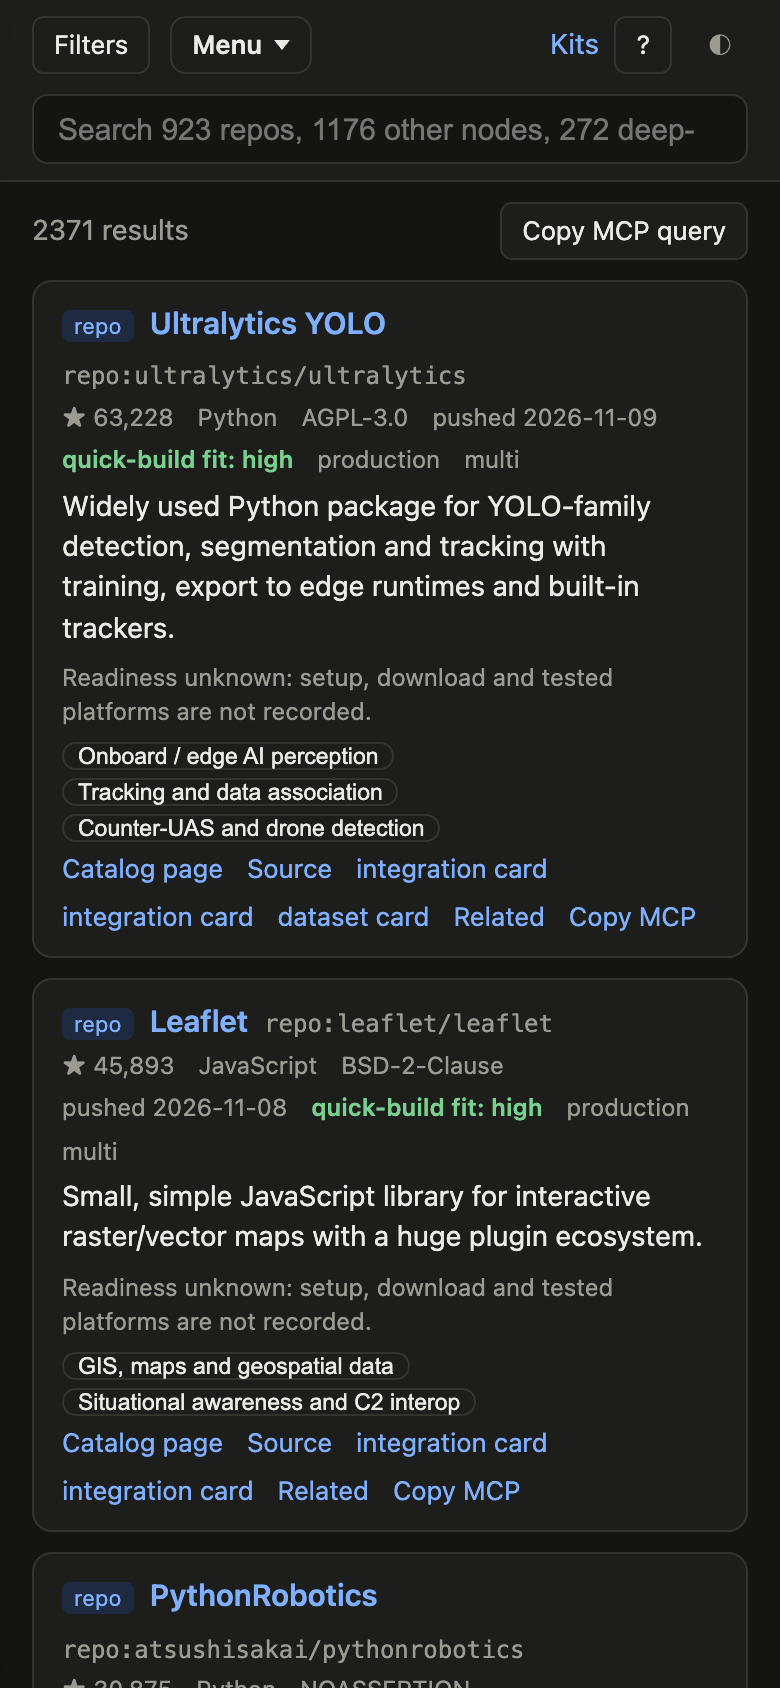 Filters Menu Kits ?
Search 923 repos, 1176 other nodes, 272 deep-
2371 results Copy MCP query
repo Ultralytics YOLO
repo:ultralytics/ultralytics
★ 63,228 Python AGPL-3.0 pushed 2026-11-09
quick-build fit: high production multi
Widely used Python package for YOLO-family
detection, segmentation and tracking with
training, export to edge runtimes and built-in
trackers.
Readiness unknown: setup, download and tested
platforms are not recorded.
Onboard / edge AI perception
Tracking and data association
Counter-UAS and drone detection
Catalog page Source integration card
integration card dataset card Related Copy MCP
repo Leaflet repo:leaflet/leaflet
★ 45,893 JavaScript BSD-2-Clause
pushed 2026-11-08 quick-build fit: high production
multi
Small, simple JavaScript library for interactive
raster/vector maps with a huge plugin ecosystem.
Readiness unknown: setup, download and tested
platforms are not recorded.
GIS, maps and geospatial data
Situational awareness and C2 interop
Catalog page Source integration card
integration card Related Copy MCP
repo PythonRobotics
repo:atsushisakai/pythonrobotics
★ 30,875 Python NOASSERTION